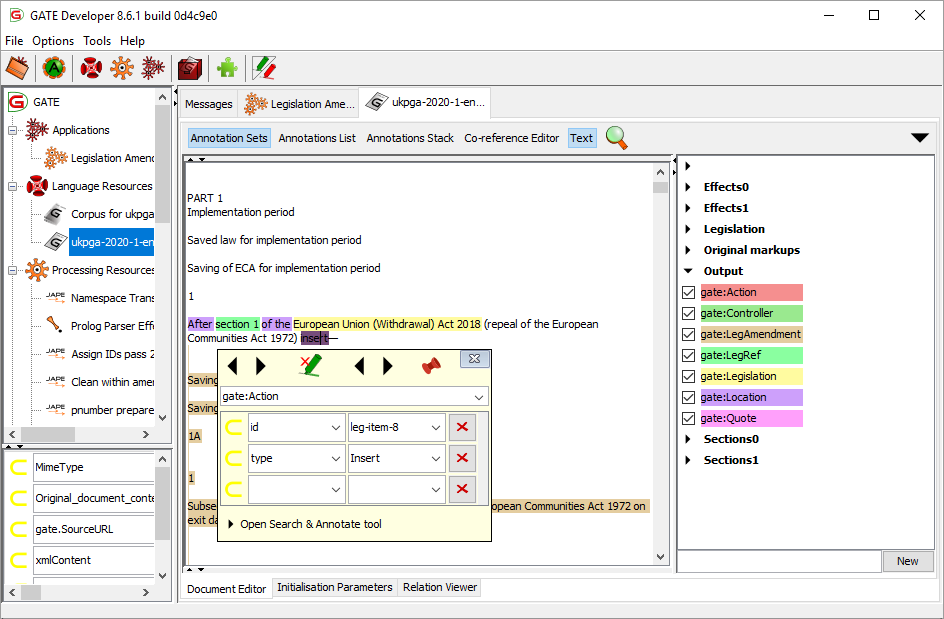 GATE Developer 8.6.1 build 0d4c9e0
File Options Tools Help
GATE
Applications
Legislation Amend
Language Resources
Corpus for ukpga
ukpga-2020-1-en
Processing Resources
JAPE Namespace Trans
Prolog Parser Effe
JAPE Assign IDs pass 2
JAPE Clean within amer
JAPE pnumber prepare
MimeType
Original_document_conte
gate.SourceURL
xmlContent
Messages Legislation Ame... ukpga-2020-1-en...
Annotation Sets Annotations List Annotations Stack Co-reference Editor Text
PART 1
Implementation period
Saved law for implementation period
Saving of ECA for implementation period
1
After section 1 of the European Union (Withdrawal) Act 2018 (repeal of the European
Communities Act 1972) insert—
Saving
Saving
1A
1
Subse
opean Communities Act 1972 on
exit da
gate:Action
id leg-item-8
type Insert
Open Search & Annotate tool
Effects0
Effects1
Legislation
Original markups
Output
gate:Action
gate:Controller
gate:LegAmendment
gate:LegRef
gate:Legislation
gate:Location
gate:Quote
Sections0
Sections1
New
Document Editor Initialisation Parameters Relation Viewer